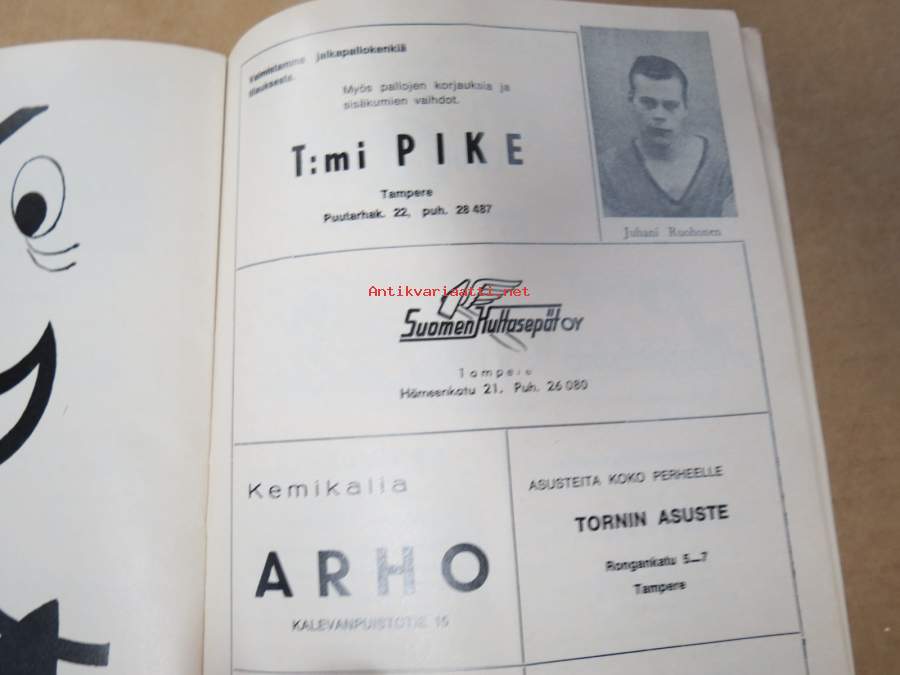 Valmistamme jalkapallokenkiä
tilauksesta.
Myös pallojen korjauksia ja
sisäkumien vaihdot.
T:mi PIKE
Tampere
Puutarhak. 22, puh. 28 487
Juhani Ruohonen
Antikvariaatti.net
Suomen Kultasepät OY
Tampere
Hämeenkatu 21, Puh. 26 080
Kemikalia
ARHO
KALEVANPUISTOTIE 15
ASUSTEITA KOKO PERHEELLE
TORNIN ASUSTE
Rongankatu 5—7
Tampere